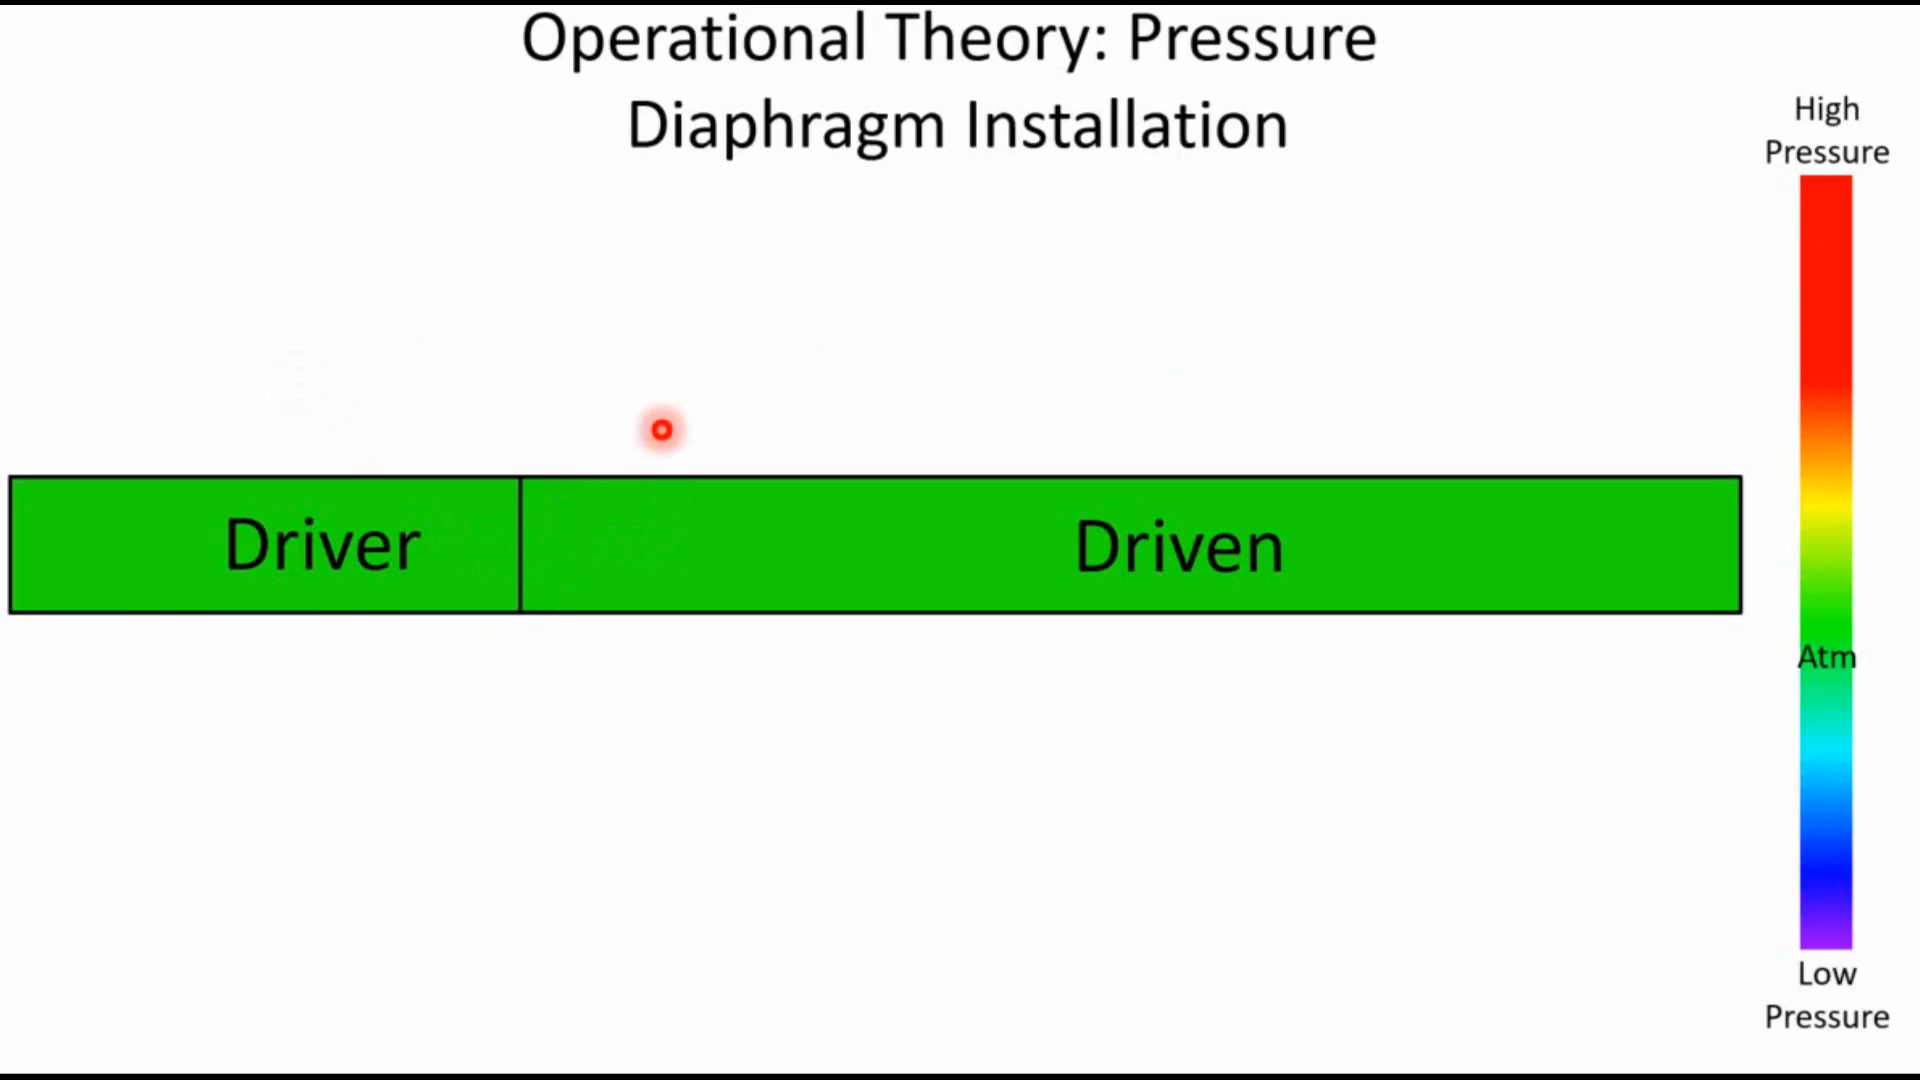 Operational Theory: Pressure
Diaphragm Installation
High
Pressure
Driver
Driven
Atm
Low
Pressure